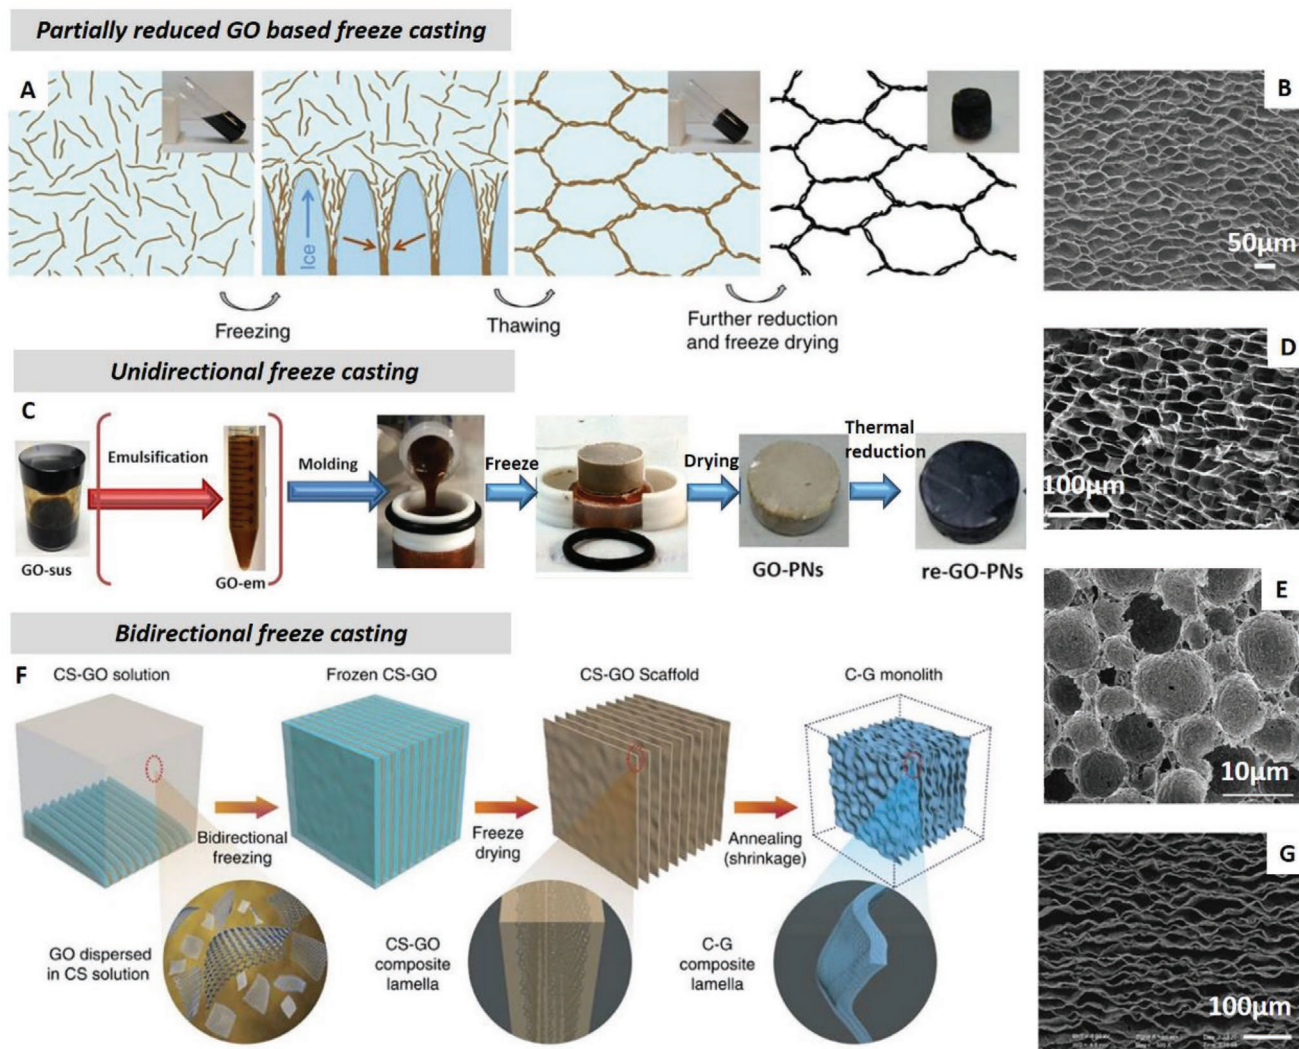 Partially reduced GO based freeze casting
A
Ice
Freezing
Thawing
Further reduction
and freeze drying
B
50μm
Unidirectional freeze casting
C
Emulsification
Molding
Freeze
Drying
Thermal
reduction
GO-sus
GO-em
GO-PNs
re-GO-PNs
D
100μm
E
10μm
Bidirectional freeze casting
F
CS-GO solution
Frozen CS-GO
CS-GO Scaffold
C-G monolith
Bidirectional
freezing
Freeze
drying
Annealing
(shrinkage)
GO dispersed
in CS solution
CS-GO
composite
lamella
C-G
composite
lamella
G
100μm